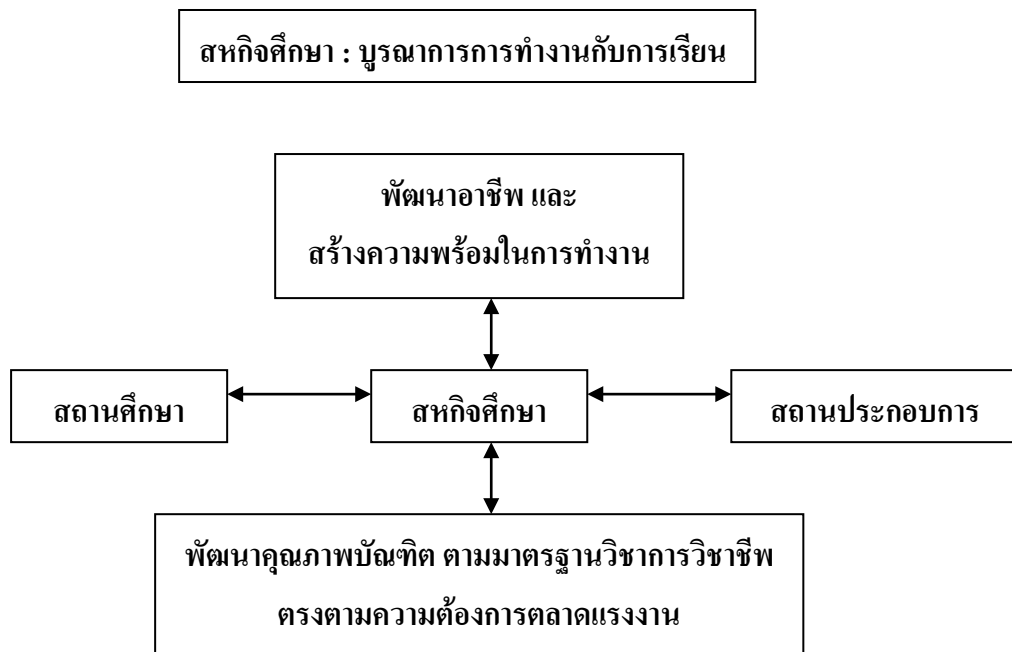 สหกิจศึกษา : บูรณาการการทำงานกับการเรียน
พัฒนาอาชีพ และ
สร้างความพร้อมในการทำงาน
สถานศึกษา
สหกิจศึกษา
สถานประกอบการ
พัฒนาคุณภาพบัณฑิต ตามมาตรฐานวิชาการวิชาชีพ
ตรงตามความต้องการตลาดแรงงาน